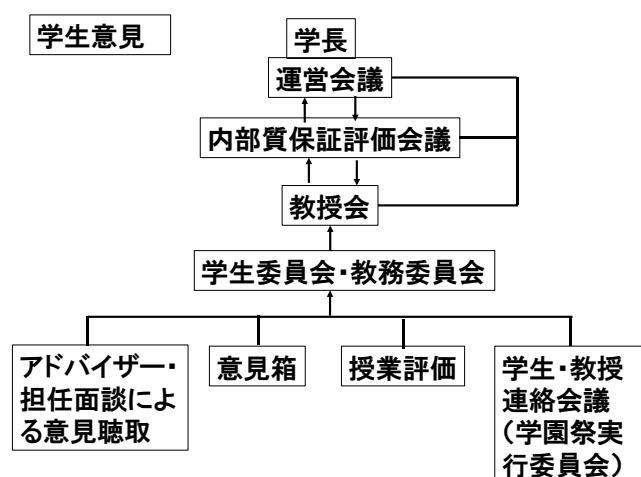 学生意見
学長
運営会議
内部質保証評価会議
教授会
学生委員会・教務委員会
アドバイザー・
担任面談によ
る意見聴取
意見箱
授業評価
学生・教授
連絡会議
（学園祭実
行委員会）